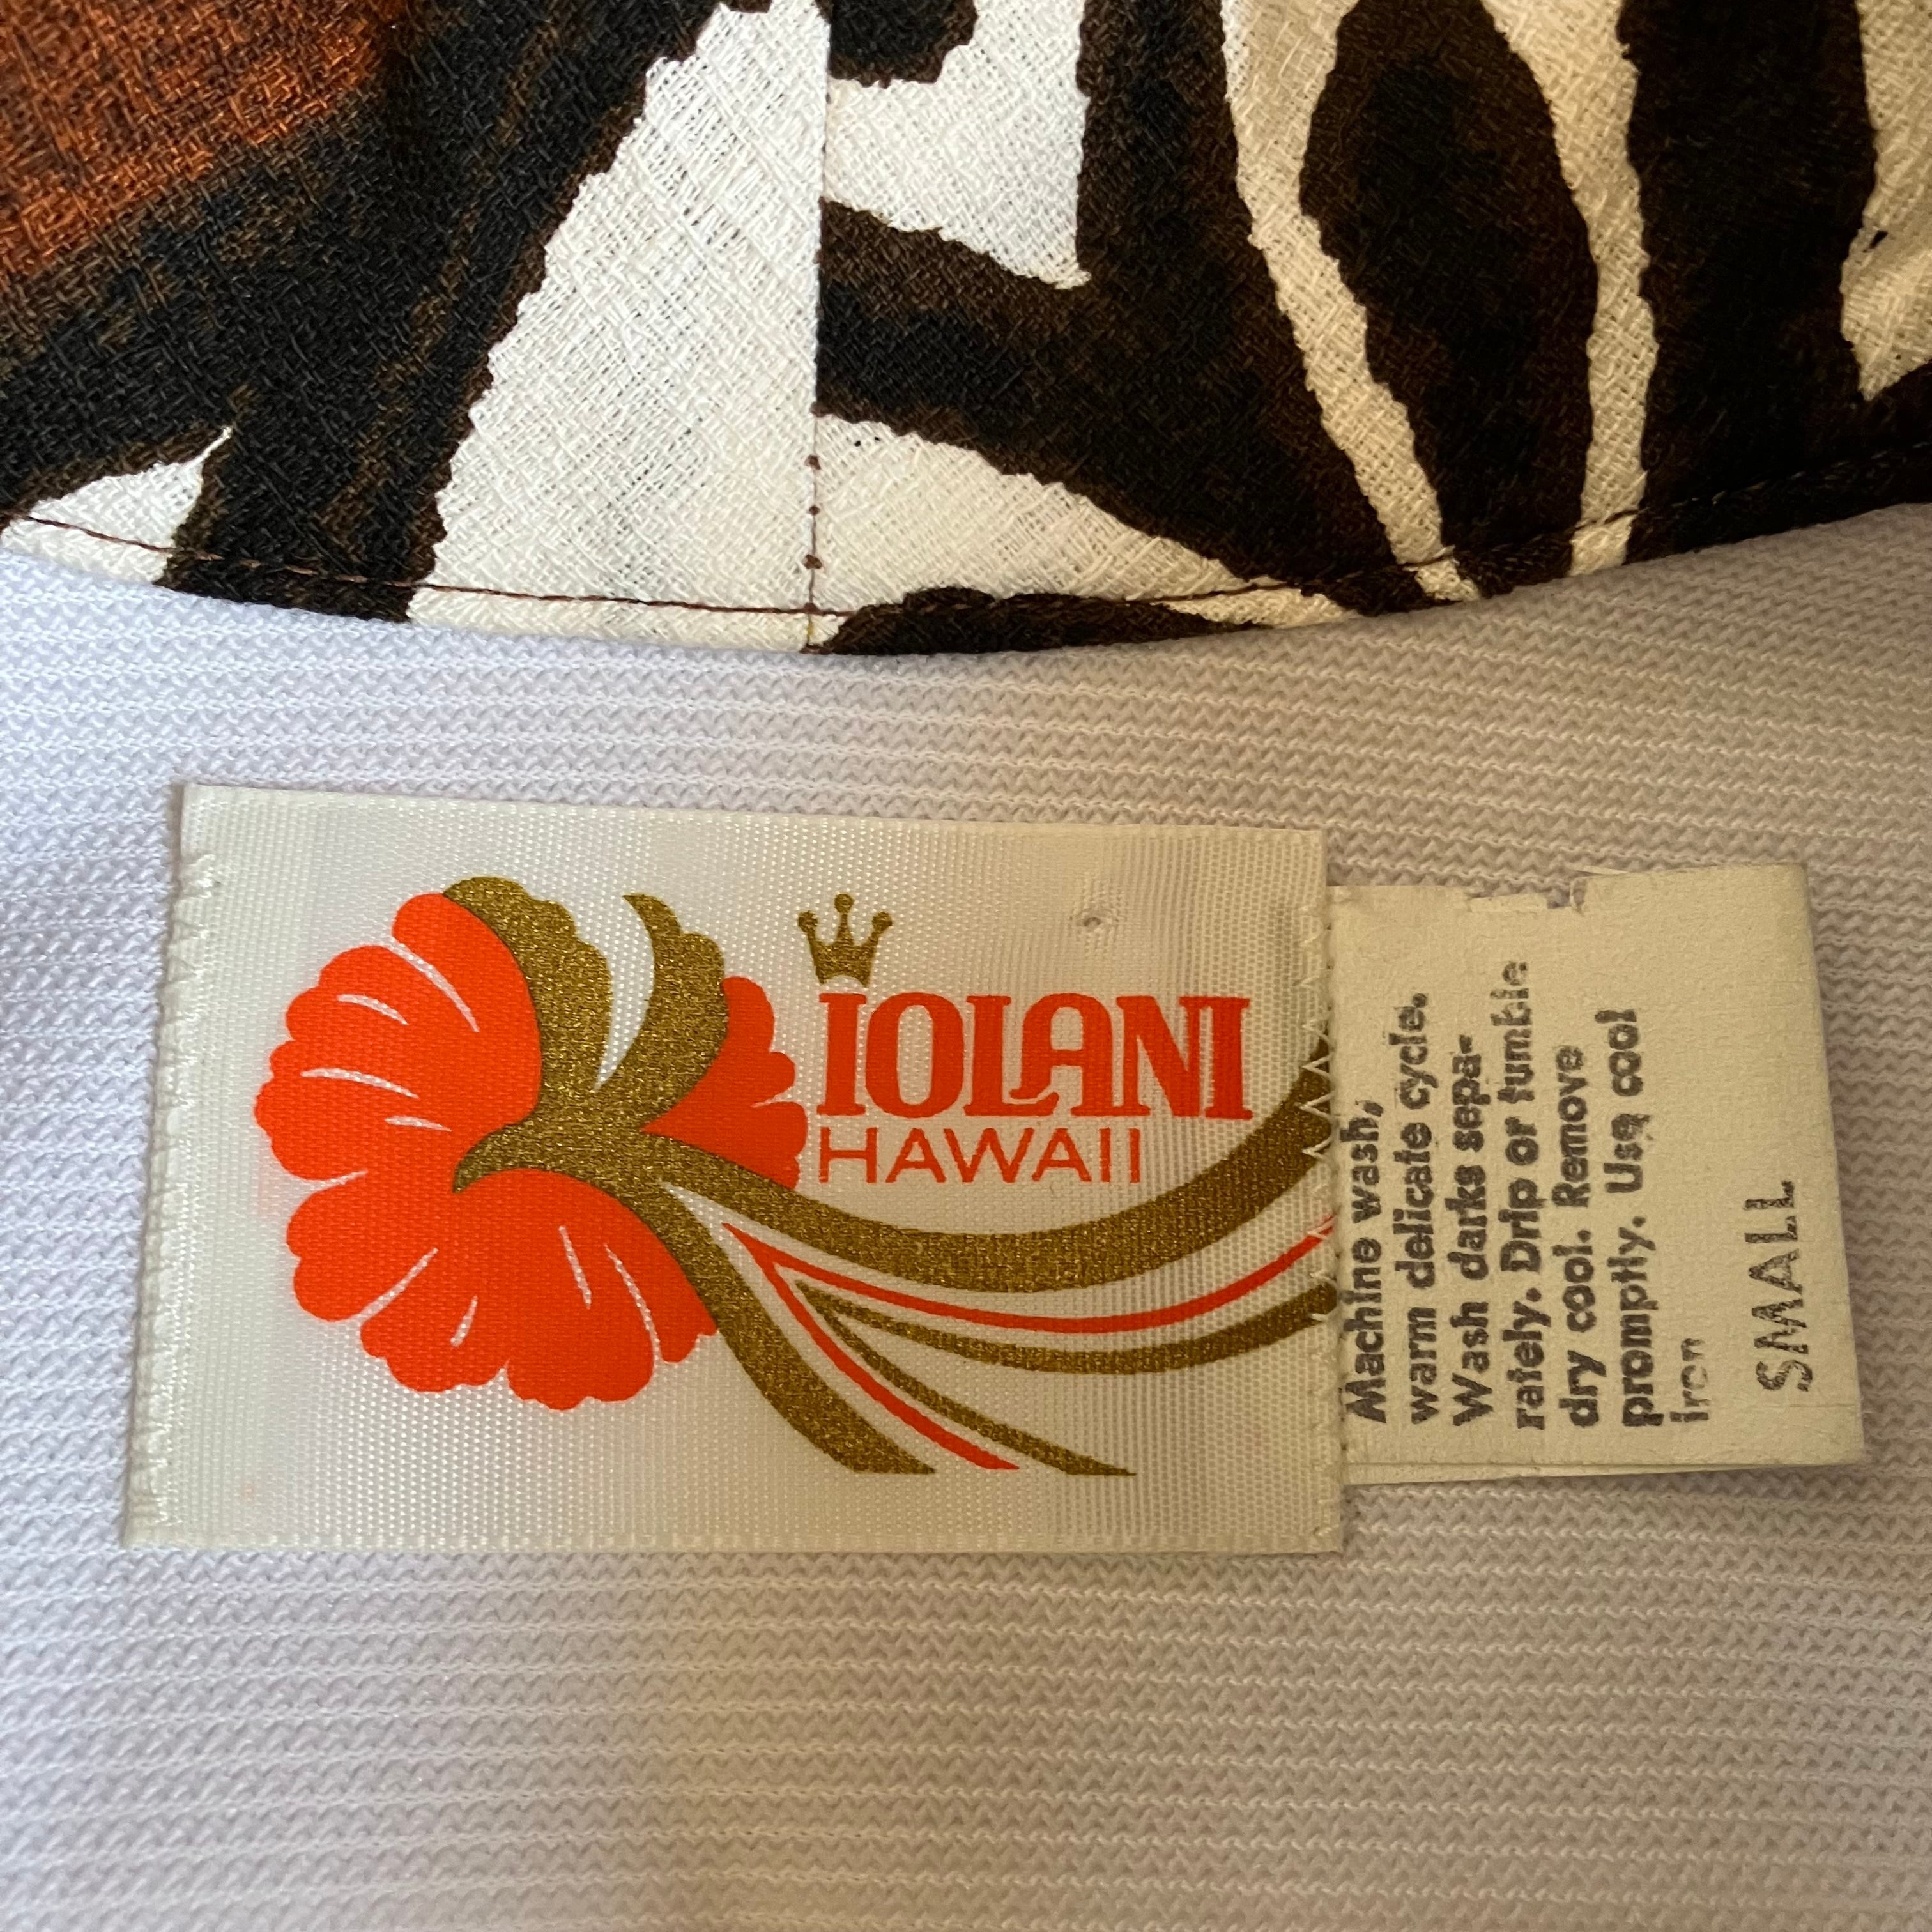 IOLANI
HAWAII
Machine wash,
warm delicate cycle.
Wash darks sepa-
rately. Drip or tumble
dry cool. Remove
promptly. Use cool
iron
SMALL